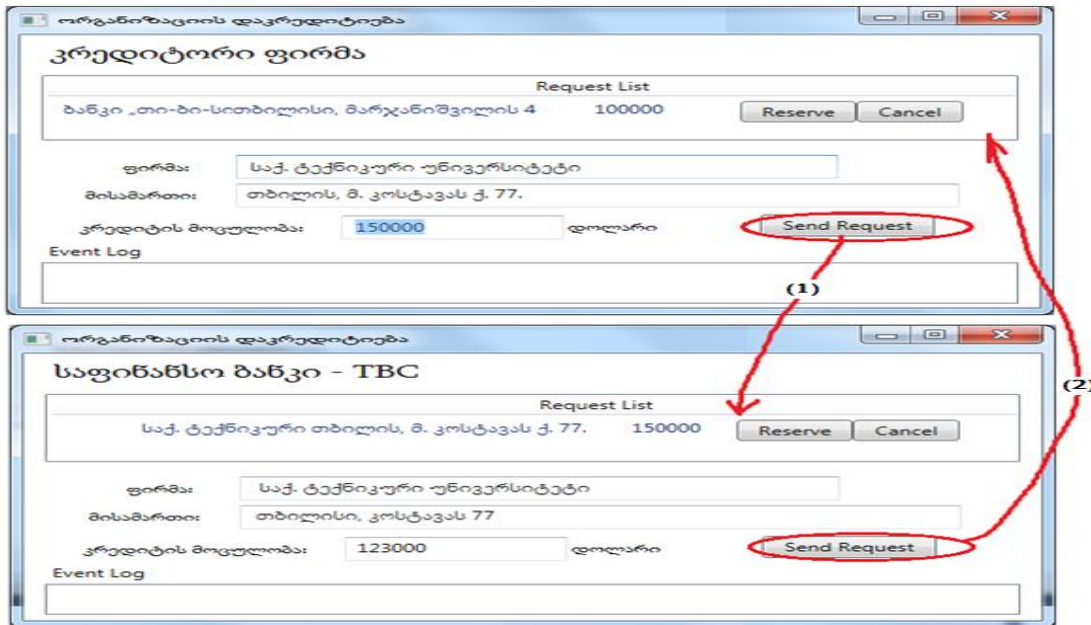 ორგანიზაციის დაკრედიტიება
კრედიტორი ფირმა
Request List
ბანკი „თი-ბი-სითბილისი, მარჯანიშვილის 4 100000 Reserve Cancel
ფირმა: საქ. ტექნიკური უნივერსიტეტი
მისამართი: თბილის, მ. კოსტავას ქ. 77.
კრედიტის მოცულობა: 150000 დოლარი Send Request
Event Log
(1)
ორგანიზაციის დაკრედიტიება
საფინანსო ბანკი - TBC
(2)
Request List
საქ. ტექნიკური თბილის, მ. კოსტავას ქ. 77. 150000 Reserve Cancel
ფირმა: საქ. ტექნიკური უნივერსიტეტი
მისამართი: თბილისი, კოსტავას 77
კრედიტის მოცულობა: 123000 დოლარი Send Request
Event Log